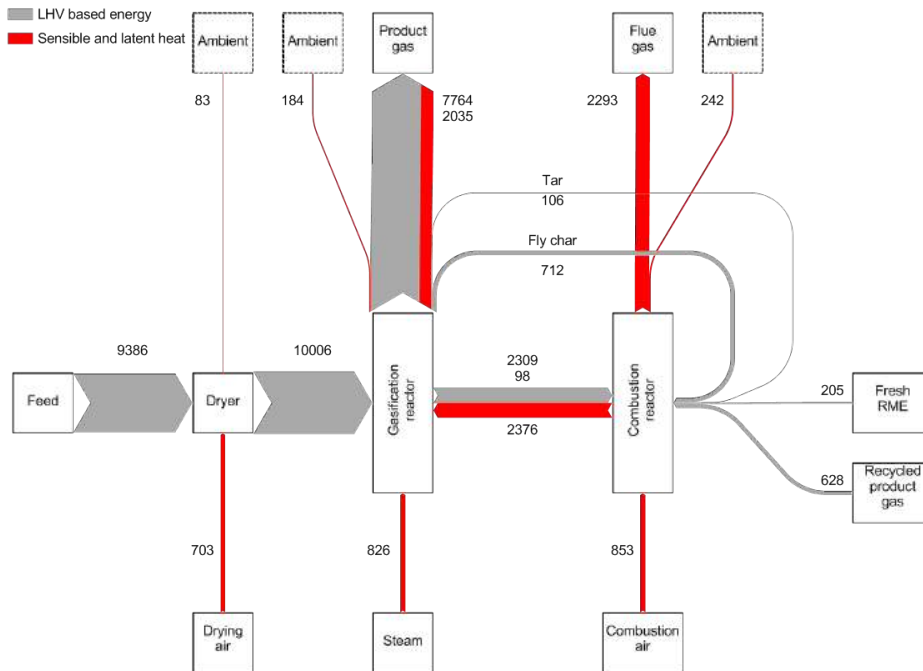 LHV based energy
Sensible and latent heat
Ambient
Ambient
Product
gas
Flue
gas
Ambient
83
184
7764
2035
2293
242
Tar
106
Fly char
712
9386
10006
2309
98
2376
Feed
Dryer
Gasification
reactor
Combustion
reactor
205
Fresh
RME
628
Recycled
product
gas
703
826
853
Drying
air
Steam
Combustion
air